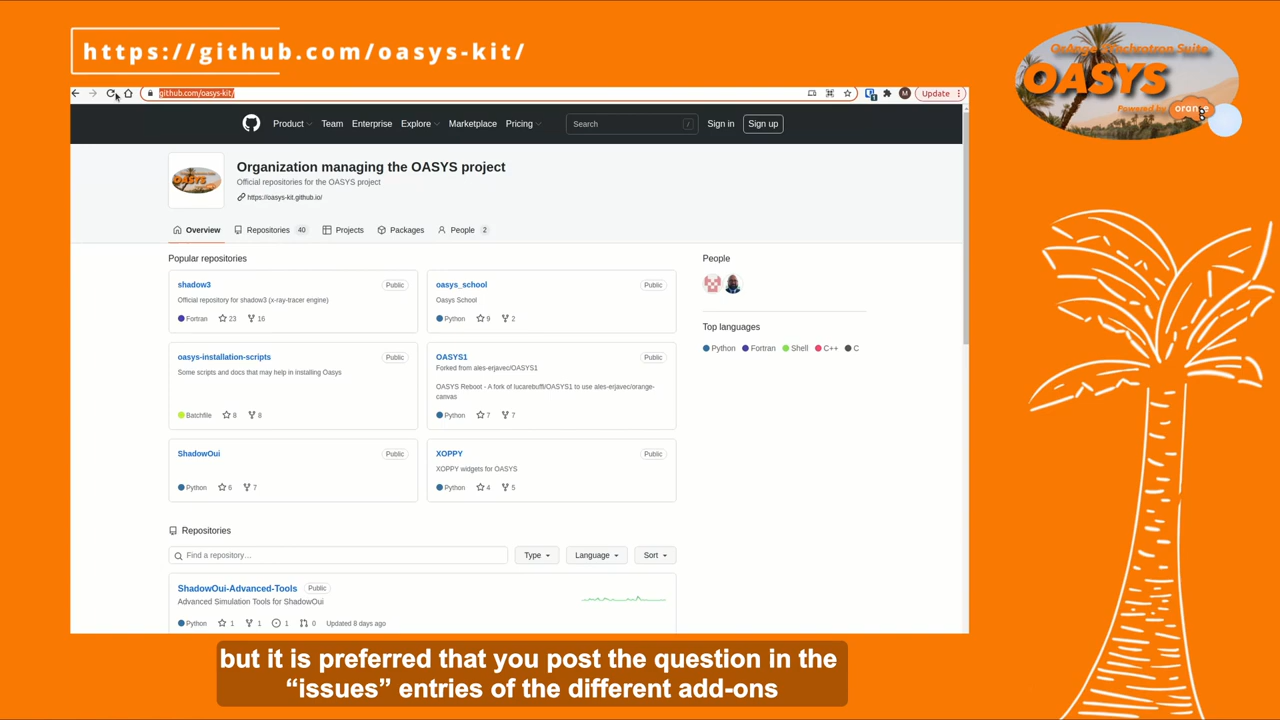 https://github.com/oasys-kit/
OrAnge SYnchrotron Suite
OASYS
Powered by orange
github.com/oasys-kit/
Update
Product Team Enterprise Explore Marketplace Pricing
Search /
Sign in Sign up
OASYS
Organization managing the OASYS project
Official repositories for the OASYS project
https://oasys-kit.github.io/
Overview Repositories 40 Projects Packages People 2
Popular repositories
shadow3 Public
Official repository for shadow3 (x-ray-tracer engine)
Fortran 23 16
oasys_school Public
Oasys School
Python 9 2
oasys-installation-scripts Public
Some scripts and docs that may help in installing Oasys
Batchfile 8 8
OASYS1 Public
Forked from ales-erjavec/OASYS1
OASYS Reboot - A fork of lucarebuffi/OASYS1 to use ales-erjavec/orange-
canvas
Python 7 7
ShadowOui Public
Python 6 7
XOPPY Public
XOPPY widgets for OASYS
Python 4 5
People
Top languages
Python Fortran Shell C++ C
Repositories
Find a repository…
Type Language Sort
ShadowOui-Advanced-Tools Public
Advanced Simulation Tools for ShadowOui
Python 1 1 1 0 Updated 8 days ago
but it is preferred that you post the question in the
“issues” entries of the different add-ons